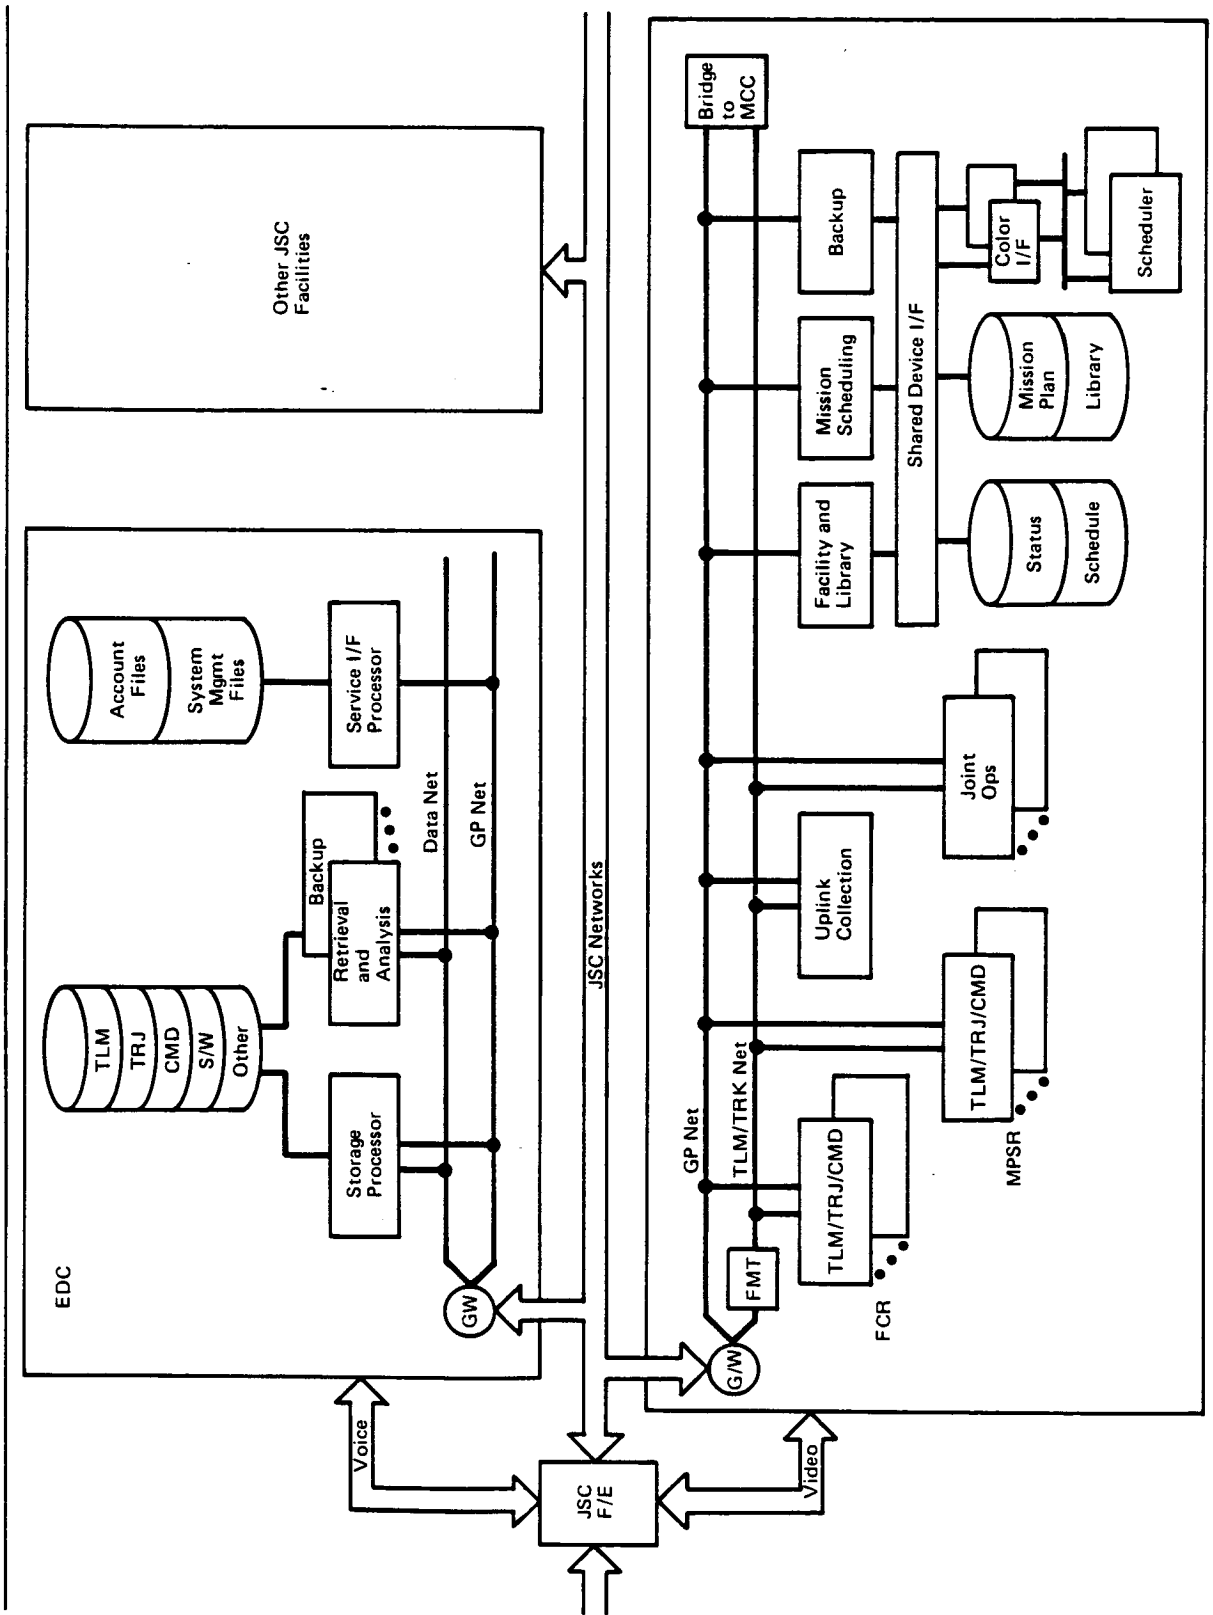 EDC
TLM
TRJ
CMD
S/W
Other
Account
Files
System
Mgmt
Files
Storage
Processor
Backup
Retrieval
and
Analysis
Service I/F
Processor
Data Net
GP Net
GW
Other JSC
Facilities
Voice
JSC
F/E
JSC Networks
Video
G/W
FMT
GP Net
TLM/TRK Net
Bridge
to
MCC
TLM/TRJ/CMD
FCR
Uplink
Collection
Facility and
Library
Mission
Scheduling
Backup
Shared Device I/F
TLM/TRJ/CMD
MPSR
Joint
Ops
Status
Schedule
Mission
Plan
Library
Color
I/F
Scheduler